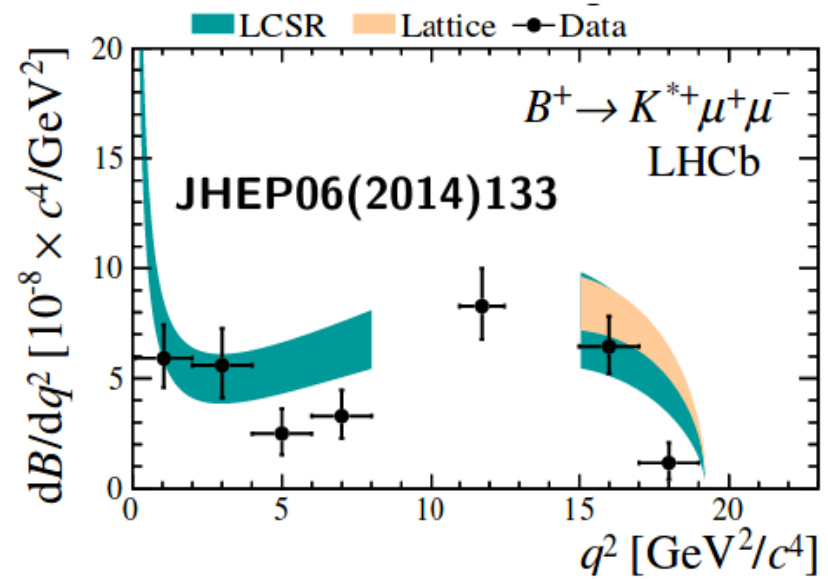 LCSR Lattice Data
B⁺ → K*⁺μ⁺μ⁻
LHCb
JHEP06(2014)133
dB/dq² [10⁻⁸ × c⁴/GeV²]
20
15
10
5
0
0 5 10 15 20
q² [GeV²/c⁴]